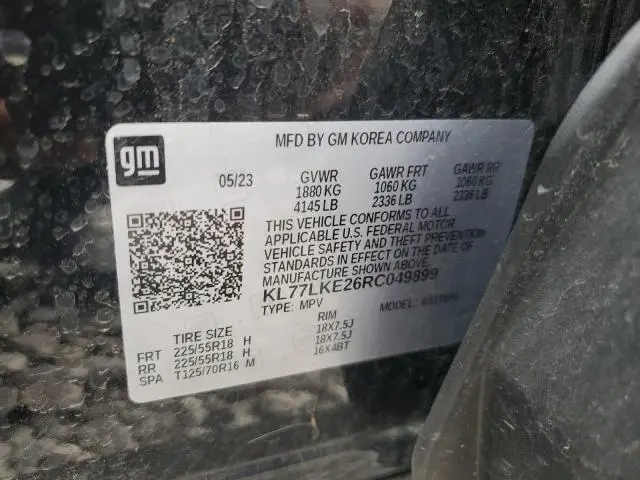 gm
MFD BY GM KOREA COMPANY
05/23 GVWR GAWR FRT GAWR RR
1880 KG 1060 KG 1060 KG
4145 LB 2336 LB 2336 LB
THIS VEHICLE CONFORMS TO ALL
APPLICABLE U.S. FEDERAL MOTOR
VEHICLE SAFETY AND THEFT PREVENTION
STANDARDS IN EFFECT ON THE DATE OF
MANUFACTURE SHOWN ABOVE.
KL77LKE26RC049899
TYPE: MPV MODEL:
TIRE SIZE RIM
FRT 225/55R18 H 18X7.5J
RR 225/55R18 H 18X7.5J
SPA T125/70R16 M 16X4BT